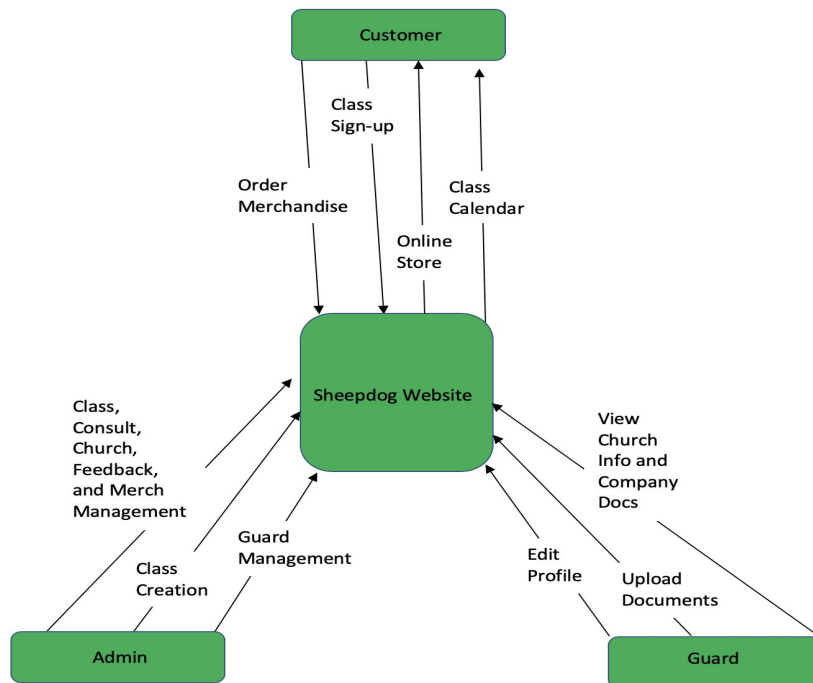 Customer
Class
Sign-up
Order
Merchandise
Class
Calendar
Online
Store
Sheepdog Website
Class,
Consult,
Church,
Feedback,
and Merch
Management
View
Church
Info and
Company
Docs
Guard
Management
Edit
Profile
Class
Creation
Upload
Documents
Admin
Guard